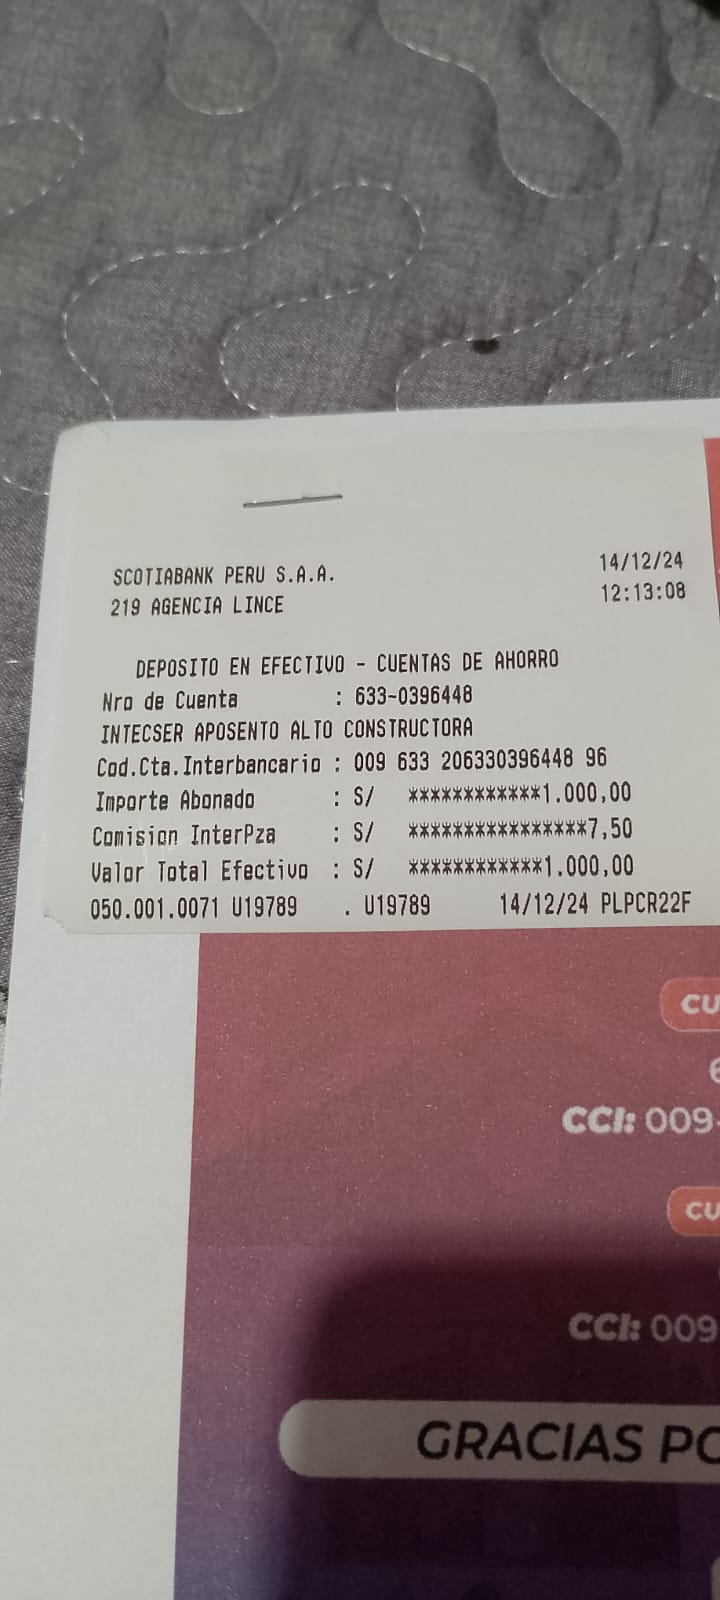 SCOTIABANK PERU S.A.A. 14/12/24
219 AGENCIA LINCE 12:13:08
DEPOSITO EN EFECTIVO - CUENTAS DE AHORRO
Nro de Cuenta : 633-0396448
INTECSER APOSENTO ALTO CONSTRUCTORA
Cod.Cta.Interbancario : 009 633 206330396448 96
Importe Abonado : S/ ************1.000,00
Comision InterPza : S/ ****************7,50
Valor Total Efectivo : S/ ************1.000,00
050.001.0071 U19789 . U19789 14/12/24 PLPCR22F
CU
6
CCI: 009-
CU
CCI: 009
GRACIAS PO